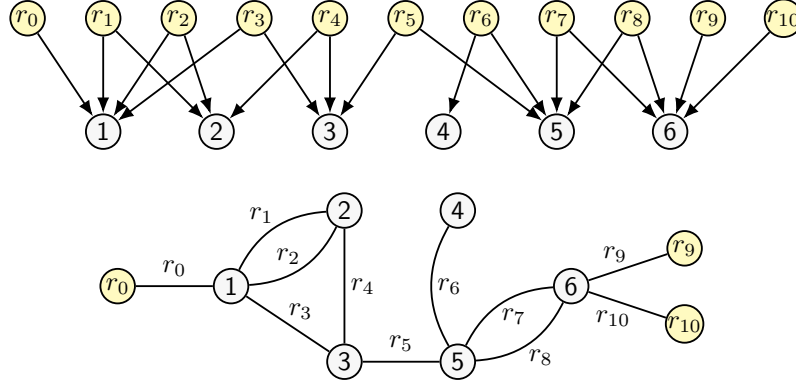 r₀ r₁ r₂ r₃ r₄ r₅ r₆ r₇ r₈ r₉ r₁₀
1 2 3 4 5 6
2 4
r₁
r₂
r₀ r₉ r₉
r₀ 1 r₄ r₆ 6
r₃ r₇ r₁₀ r₁₀
r₅ r₈
3 5